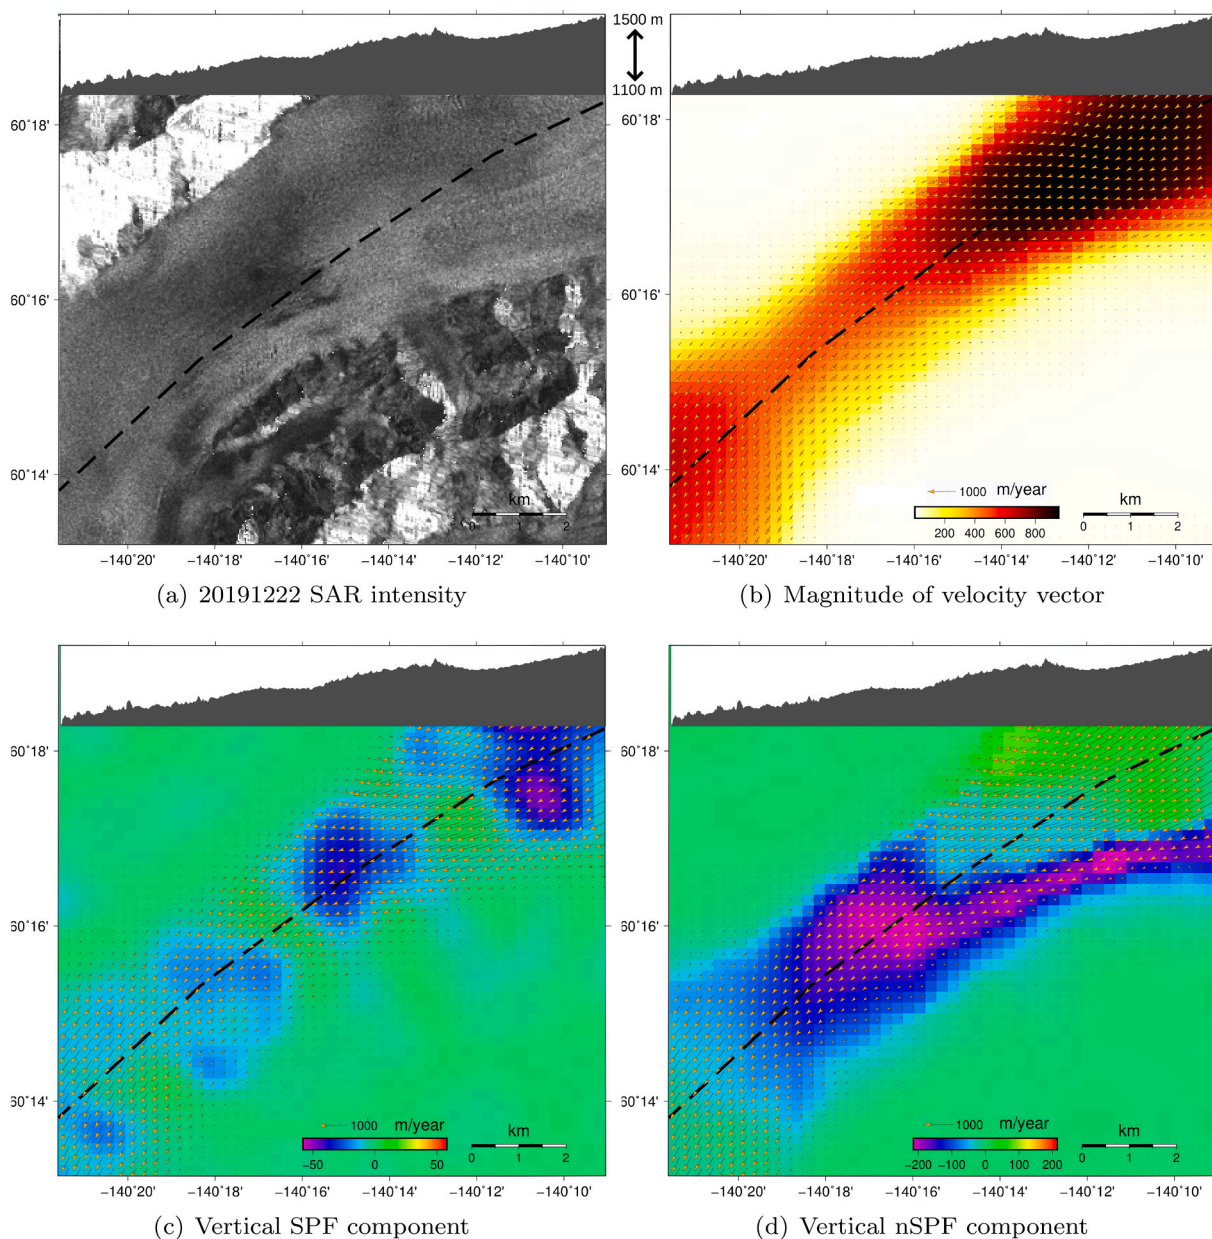 1500 m
1100 m
60°18'
60°16'
60°14'
km
0 1 2
−140°20' −140°18' −140°16' −140°14' −140°12' −140°10'
(a) 20191222 SAR intensity
60°18'
60°16'
60°14'
1000 m/year
200 400 600 800
km
0 1 2
−140°20' −140°18' −140°16' −140°14' −140°12' −140°10'
(b) Magnitude of velocity vector
60°18'
60°16'
60°14'
1000 m/year
−50 0 50
km
0 1 2
−140°20' −140°18' −140°16' −140°14' −140°12' −140°10'
(c) Vertical SPF component
60°18'
60°16'
60°14'
1000 m/year
−200 −100 0 100 200
km
0 1 2
−140°20' −140°18' −140°16' −140°14' −140°12' −140°10'
(d) Vertical nSPF component